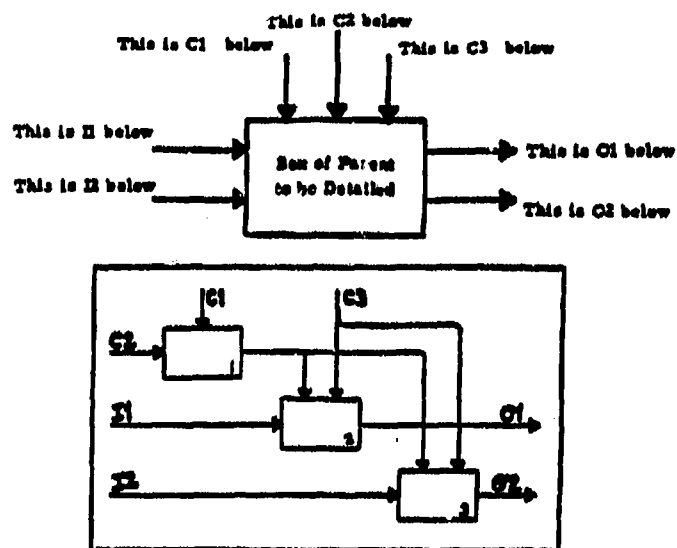 This is C2 below
This is C1 below
This is C3 below
This is I1 below
This is I2 below
Box of Parent
to be Detailed
This is O1 below
This is O2 below
C1
C3
C2
1
I1
O1
2
I2
O2
3